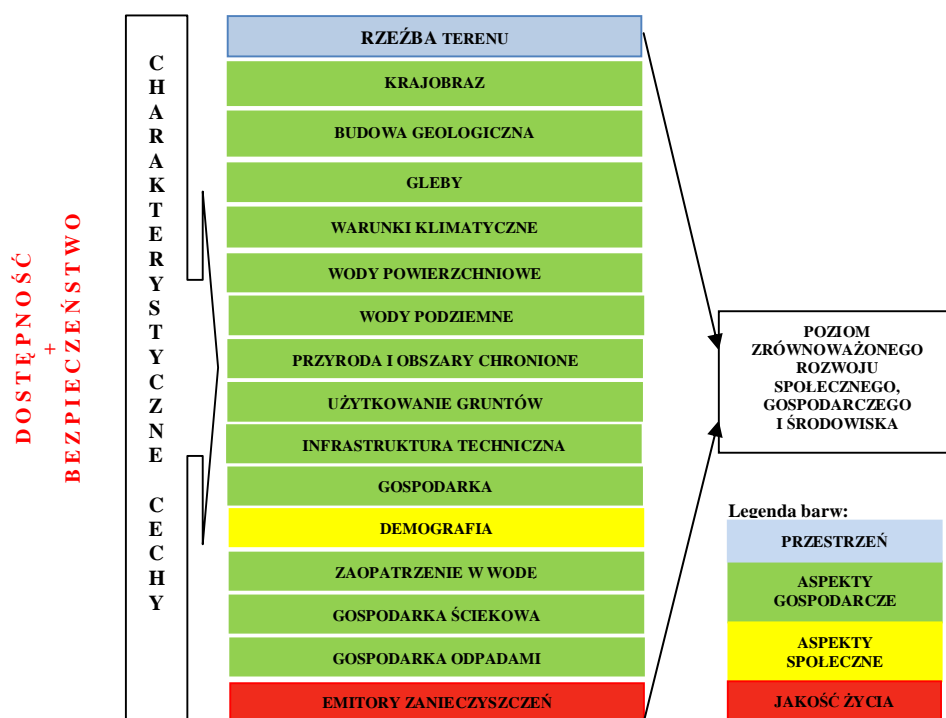 DOSTĘPNOŚĆ
+
BEZPIECZEŃSTWO
CHARAKTERYSTYCZNE CECHY
RZEŹBA TERENU
KRAJOBRAZ
BUDOWA GEOLOGICZNA
GLEBY
WARUNKI KLIMATYCZNE
WODY POWIERZCHNIOWE
WODY PODZIEMNE
PRZYRODA I OBSZARY CHRONIONE
UŻYTKOWANIE GRUNTÓW
INFRASTRUKTURA TECHNICZNA
GOSPODARKA
DEMOGRAFIA
ZAOPATRZENIE W WODE
GOSPODARKA ŚCIEKOWA
GOSPODARKA ODPADAMI
EMITORY ZANIECZYSZCZEŃ
POZIOM
ZRÓWNOWAŻONEGO
ROZWOJU
SPOŁECZNEGO,
GOSPODARCZEGO
I ŚRODOWISKA
Legenda barw:
PRZESTRZEŃ
ASPEKTY
GOSPODARCZE
ASPEKTY
SPOŁECZNE
JAKOŚĆ ŻYCIA